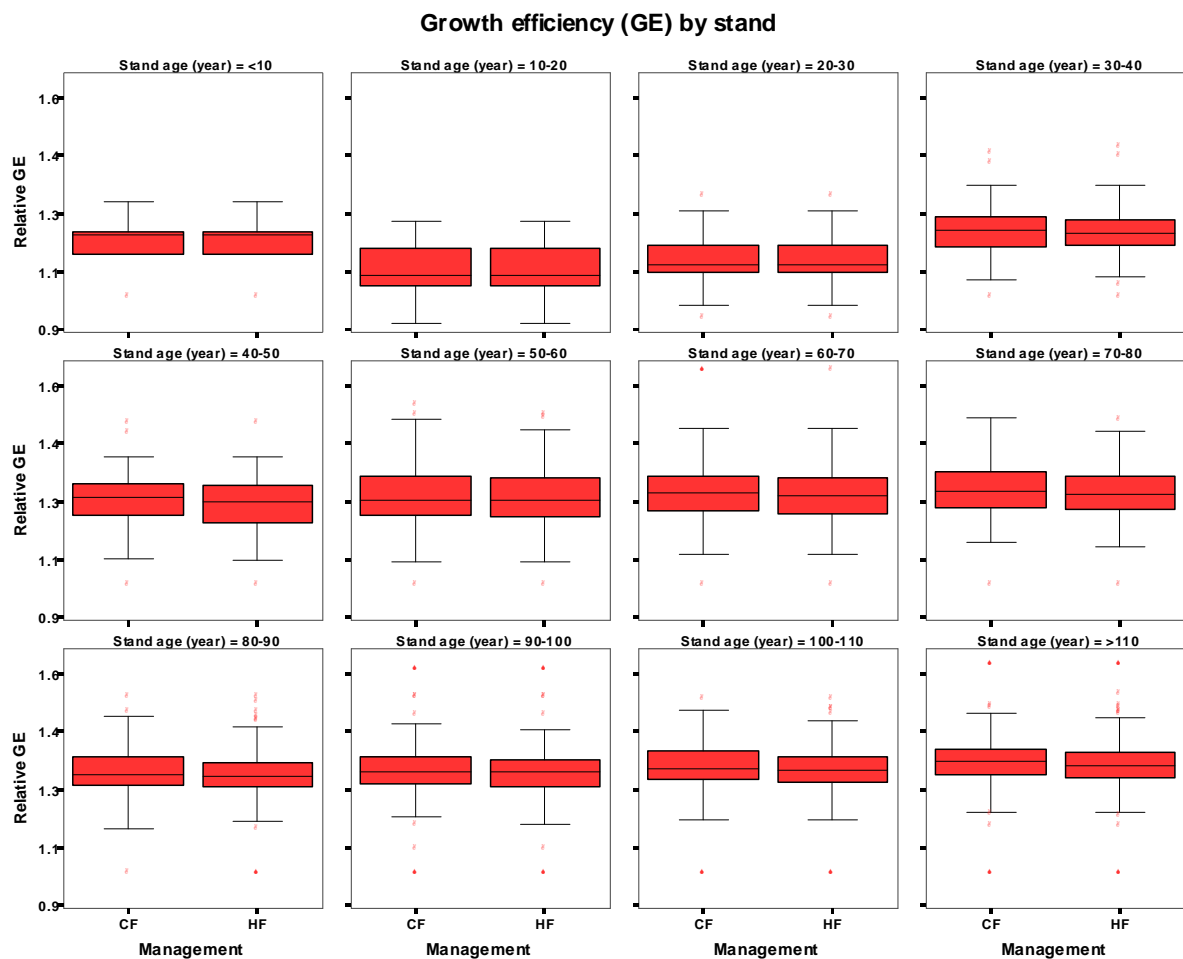 Growth efficiency (GE) by stand
Stand age (year) = <10
Stand age (year) = 10-20
Stand age (year) = 20-30
Stand age (year) = 30-40
Relative GE
1.6
1.4
1.3
1.1
0.9
Stand age (year) = 40-50
Stand age (year) = 50-60
Stand age (year) = 60-70
Stand age (year) = 70-80
Relative GE
1.6
1.4
1.3
1.1
0.9
Stand age (year) = 80-90
Stand age (year) = 90-100
Stand age (year) = 100-110
Stand age (year) = >110
Relative GE
1.6
1.4
1.3
1.1
0.9
CF HF CF HF CF HF CF HF
Management Management Management Management